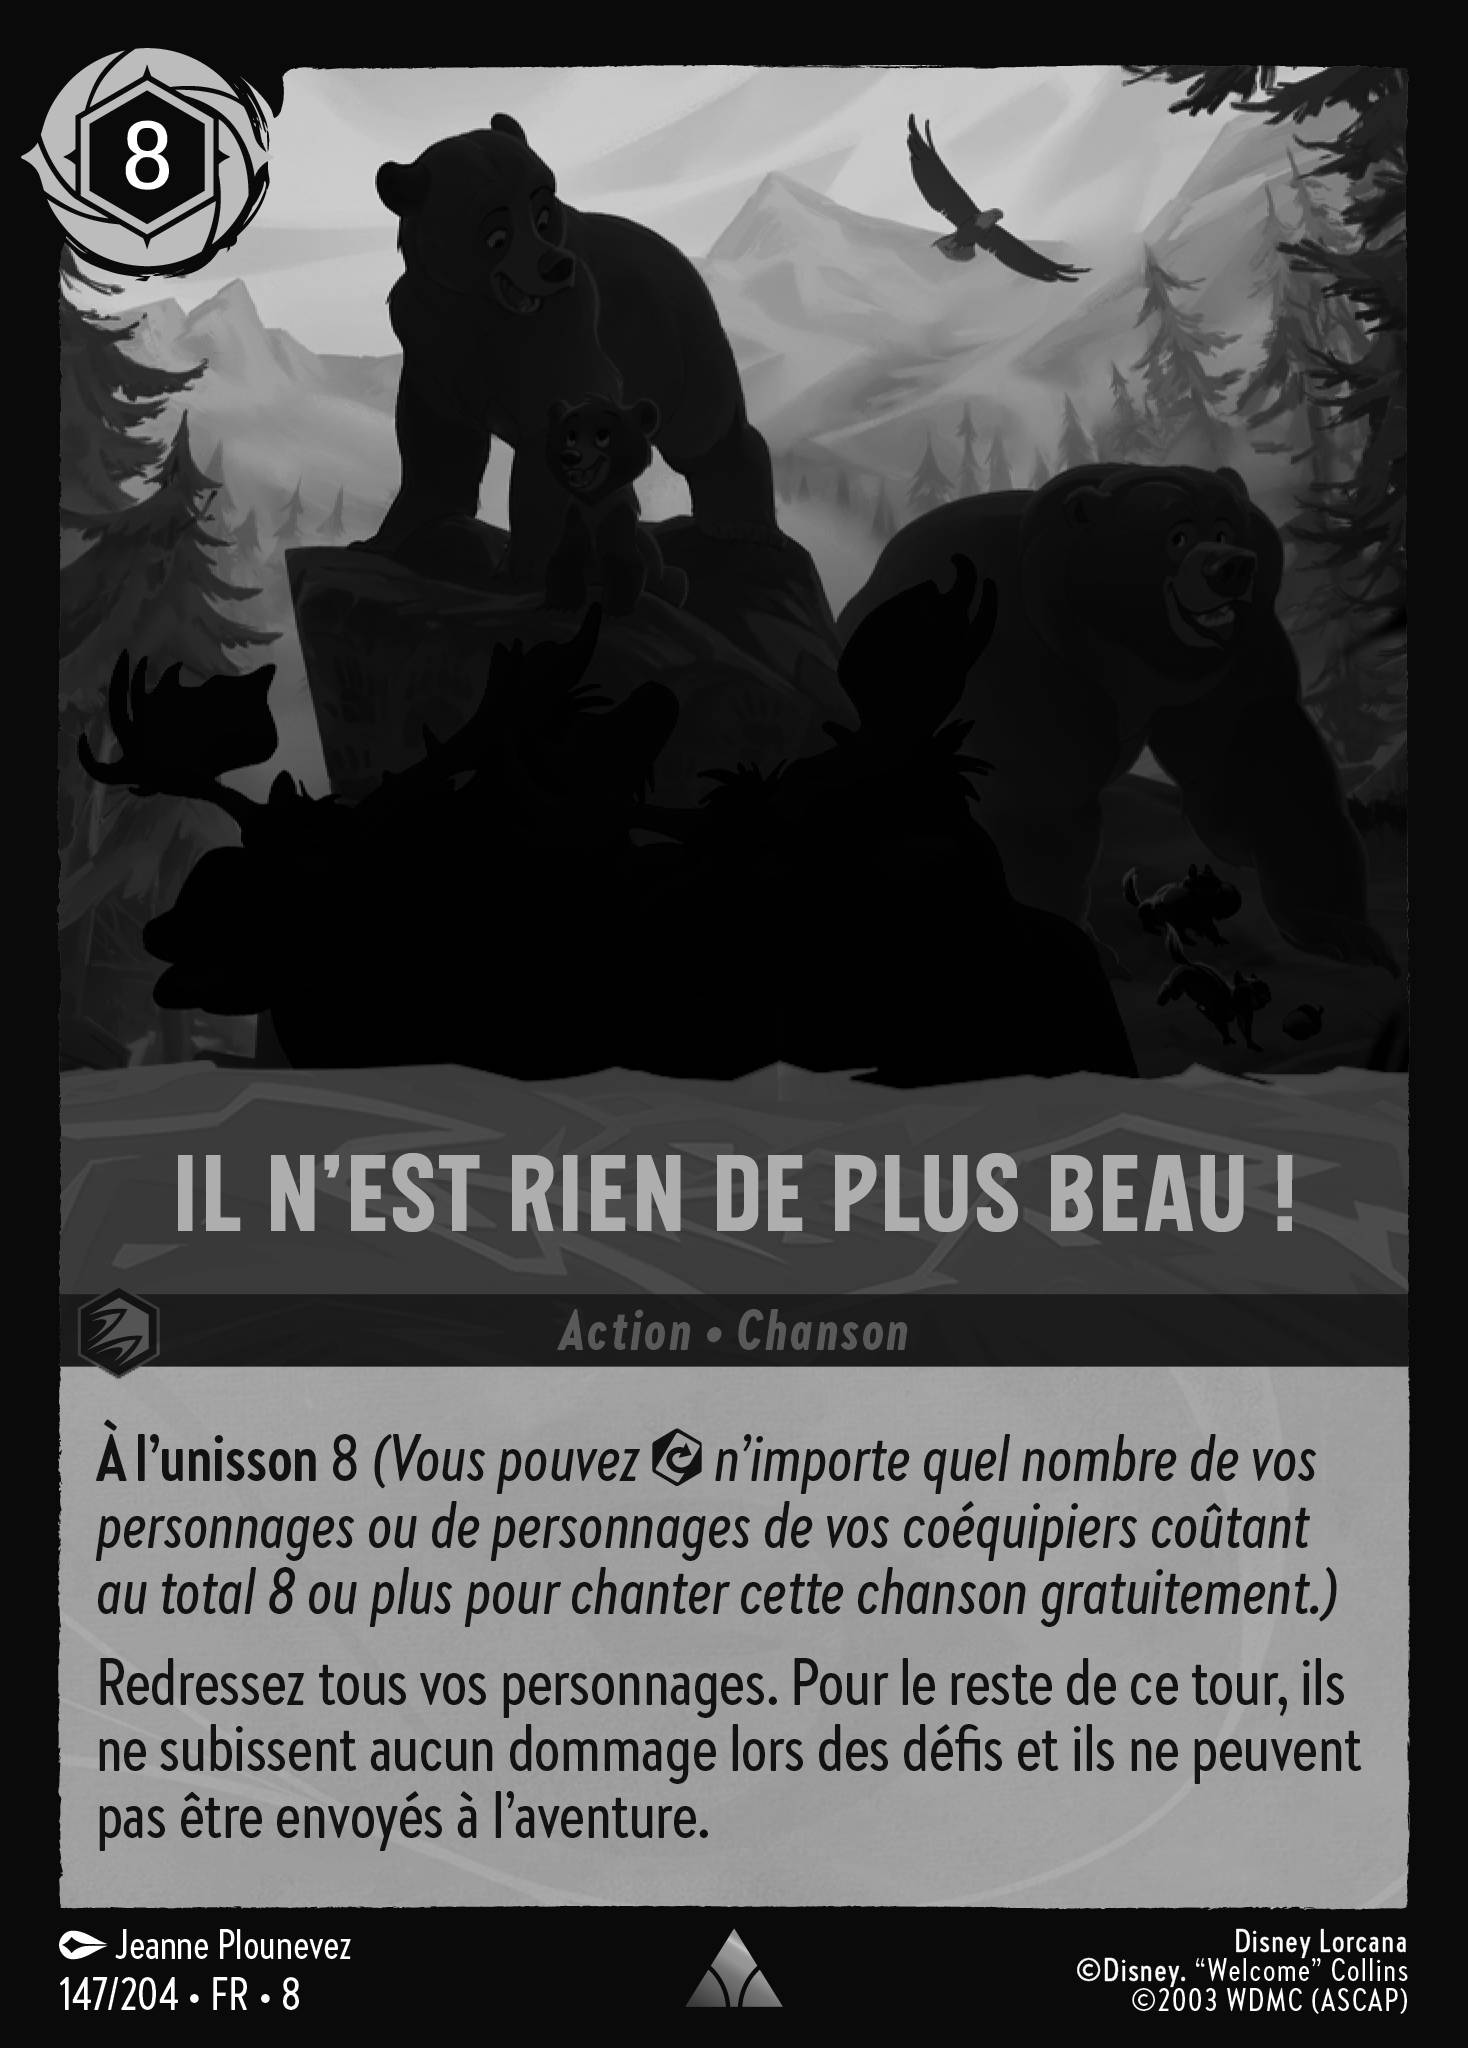 8
IL N’EST RIEN DE PLUS BEAU !
Action • Chanson
À l’unisson 8 (Vous pouvez n’importe quel nombre de vos
personnages ou de personnages de vos coéquipiers coûtant
au total 8 ou plus pour chanter cette chanson gratuitement.)
Redressez tous vos personnages. Pour le reste de ce tour, ils
ne subissent aucun dommage lors des défis et ils ne peuvent
pas être envoyés à l’aventure.
Jeanne Plounevez
147/204 • FR • 8
Disney Lorcana
©Disney. “Welcome” Collins
©2003 WDMC (ASCAP)